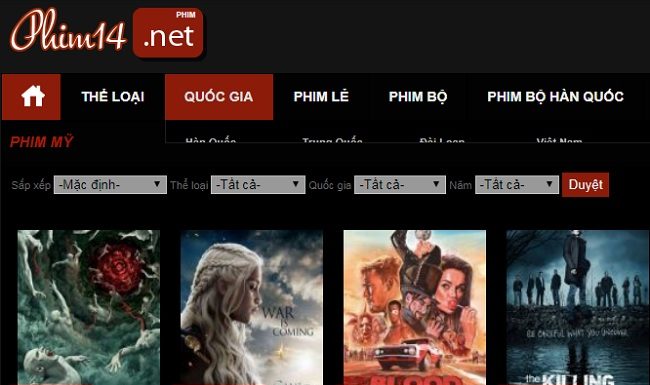 Phim14
PHIM
.net
THỂ LOẠI QUỐC GIA PHIM LẺ PHIM BỘ PHIM BỘ HÀN QUỐC
PHIM MỸ
Hàn Quốc Trung Quốc Đài Loan Việt Nam
Sắp xếp -Mặc định- Thể loại -Tất cả- Quốc gia -Tất cả- Năm -Tất cả- Duyệt
WAR
IS
COMING
BE CAREFUL WHAT YOU UNCOVER
BLOOD
the KILLING